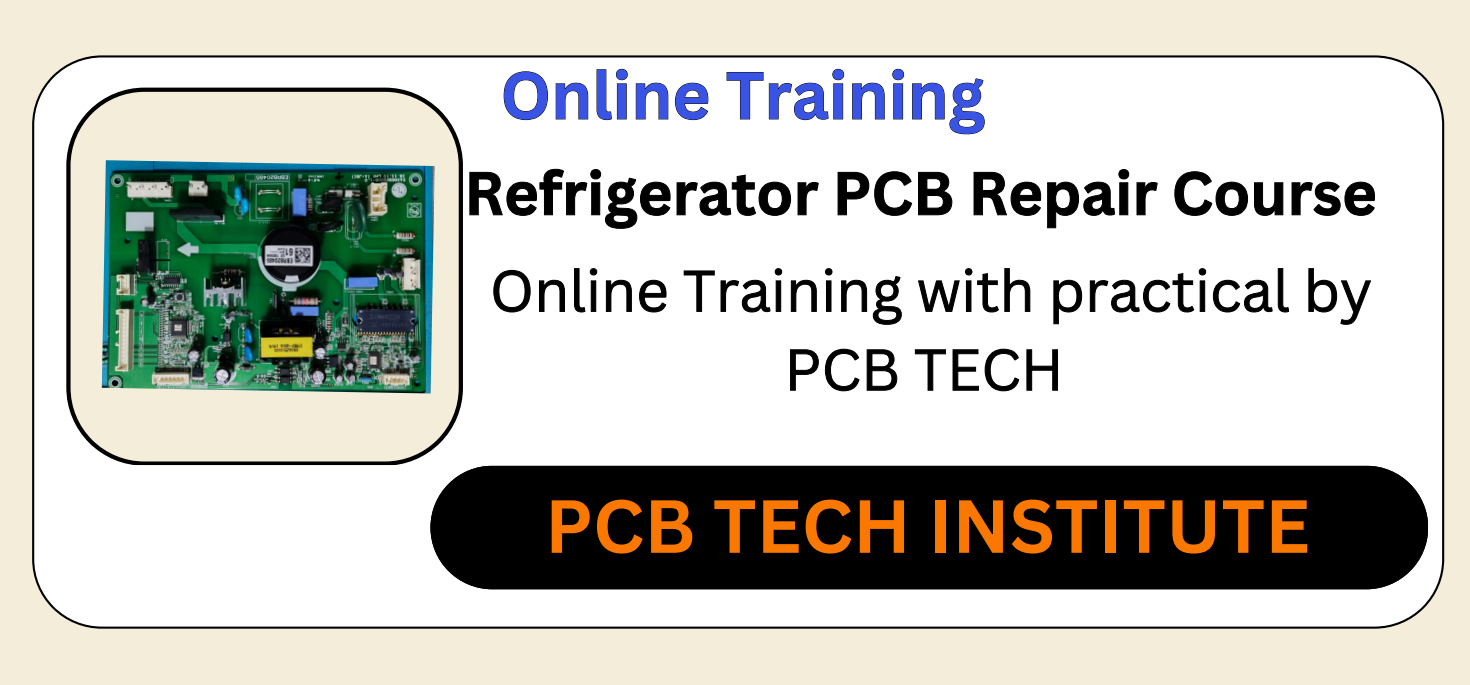 Online Training
Refrigerator PCB Repair Course
Online Training with practical by
PCB TECH
PCB TECH INSTITUTE